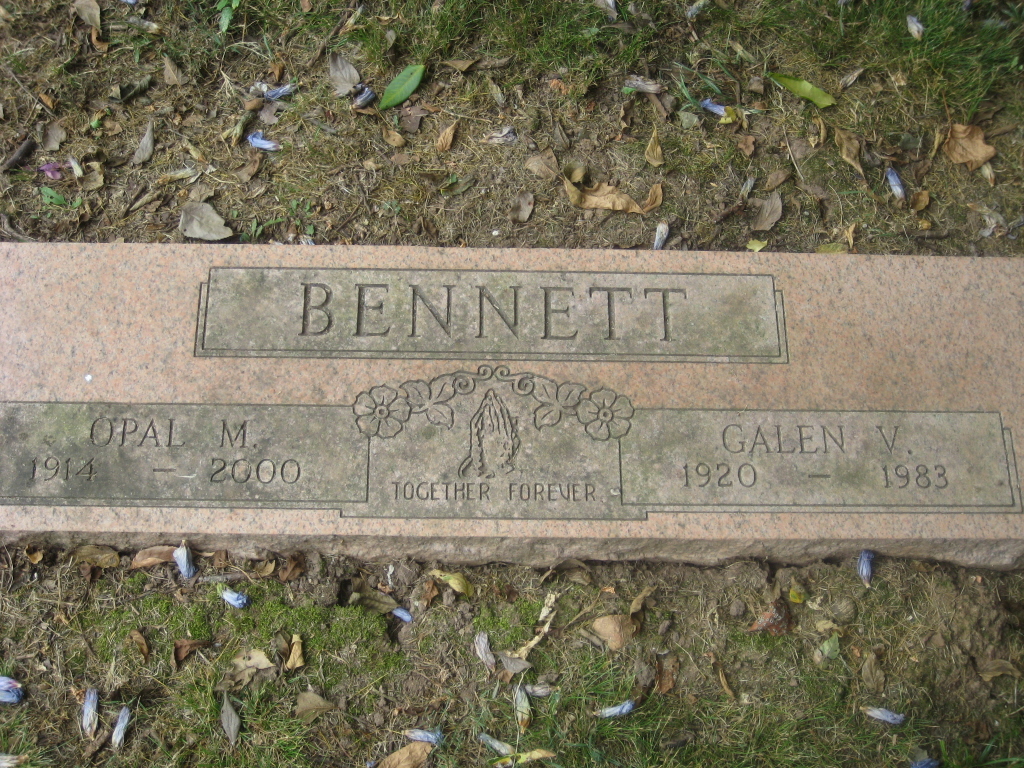 BENNETT
OPAL M.
1914 – 2000
TOGETHER FOREVER
GALEN V.
1920 – 1983